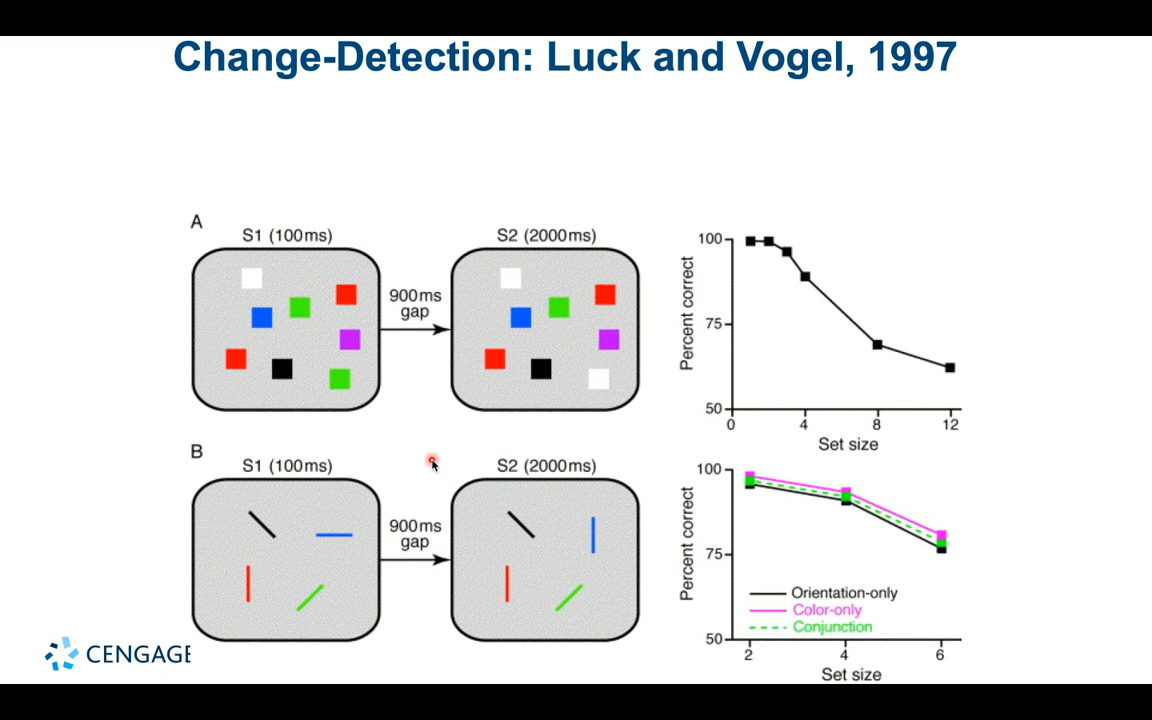 Change-Detection: Luck and Vogel, 1997
A
S1 (100ms)
900ms
gap
S2 (2000ms)
Percent correct
100
75
50
0
4
8
12
Set size
B
S1 (100ms)
900ms
gap
S2 (2000ms)
Percent correct
100
75
50
Orientation-only
Color-only
Conjunction
2
4
6
Set size
CENGAGE